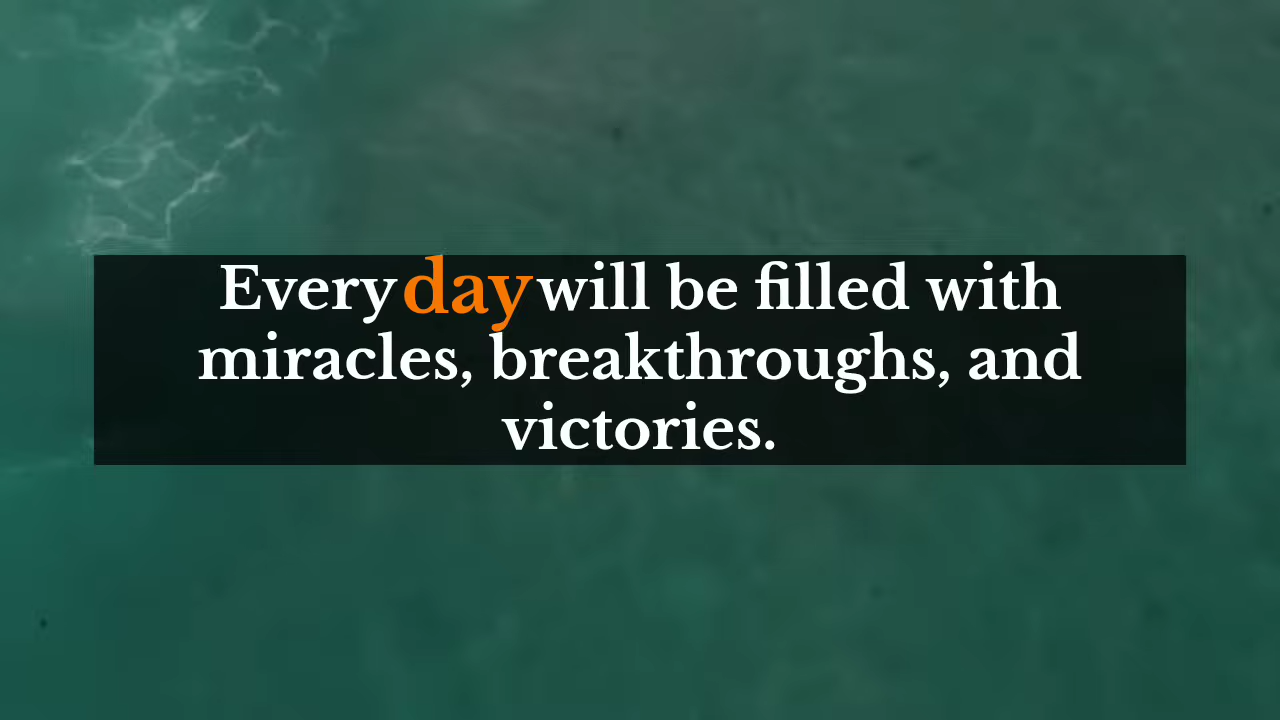 Every day will be filled with
miracles, breakthroughs, and
victories.